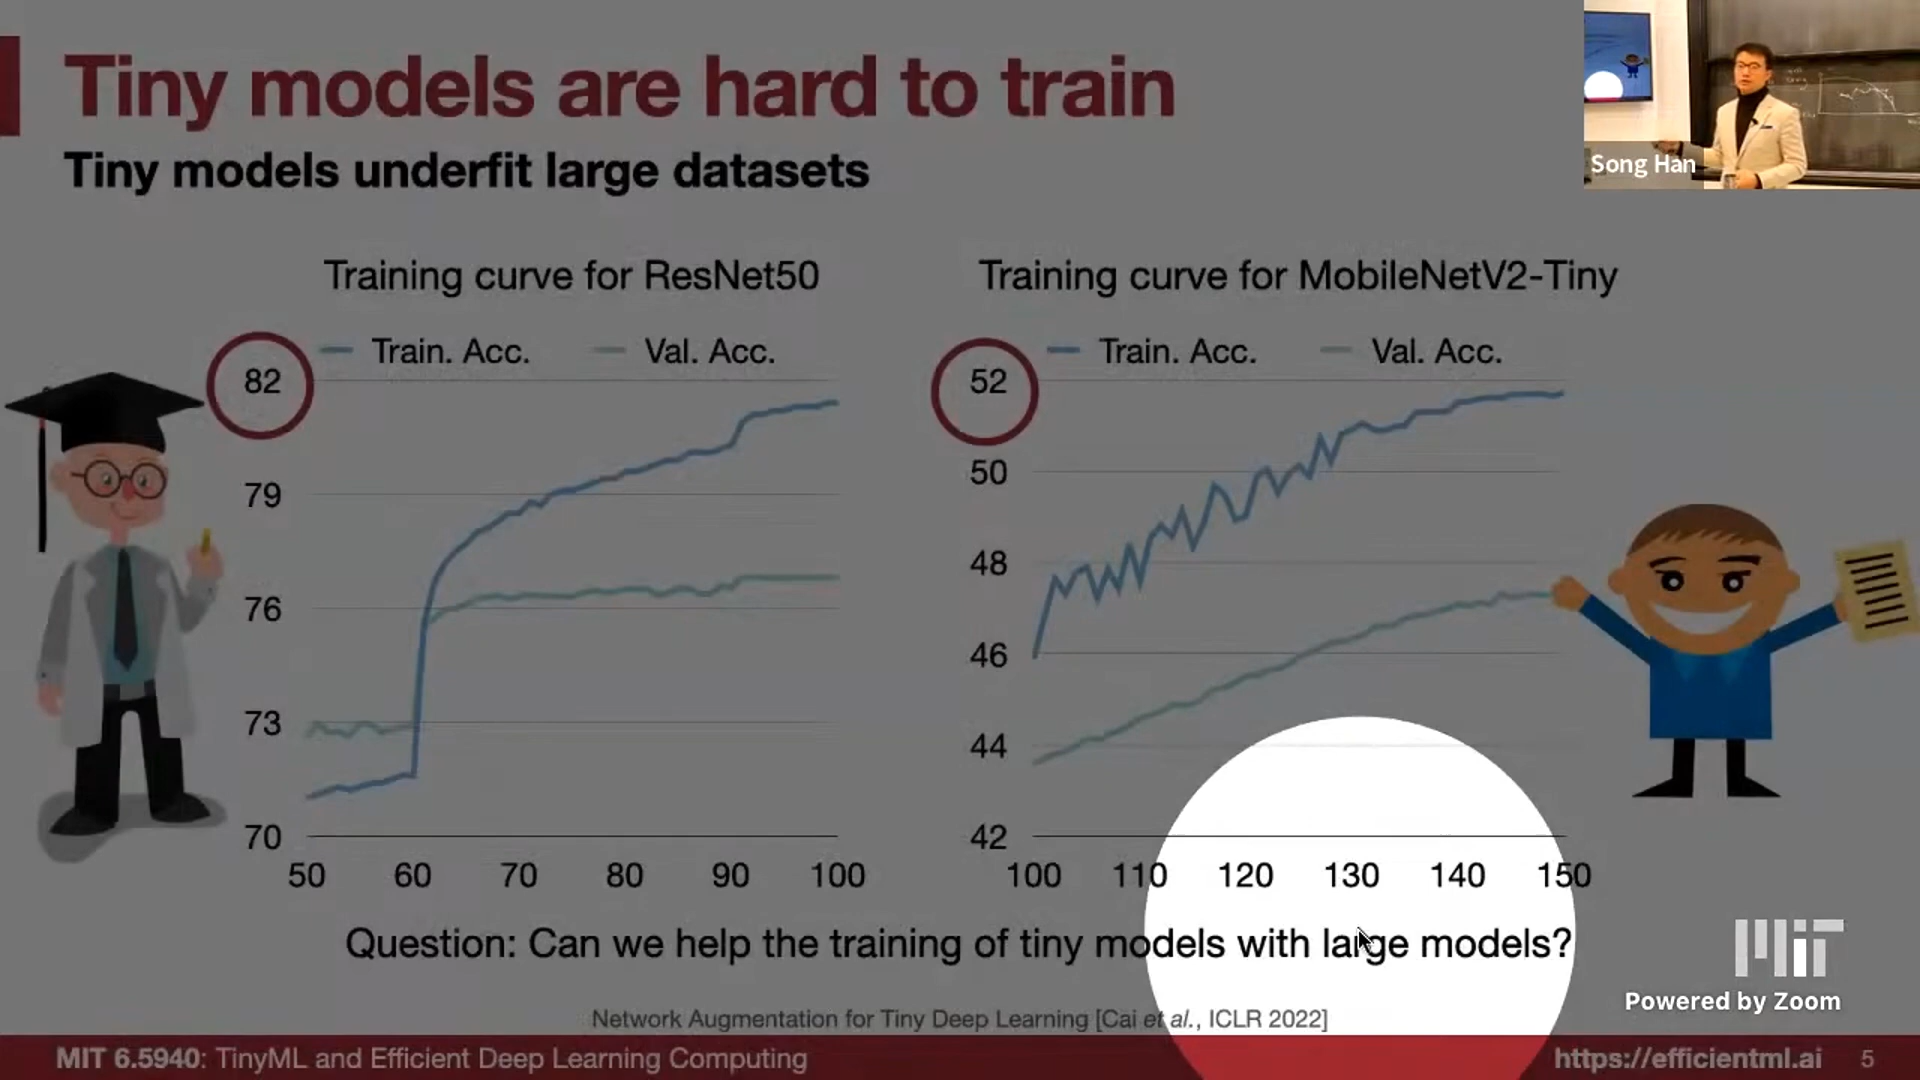 Tiny models are hard to train
Tiny models underfit large datasets
Song Han
Training curve for ResNet50
Train. Acc.
Val. Acc.
82
79
76
73
70
50 60 70 80 90 100
Training curve for MobileNetV2-Tiny
Train. Acc.
Val. Acc.
52
50
48
46
44
42
100 110 120 130 140 150
Question: Can we help the training of tiny models with large models?
MIT
Powered by Zoom
Network Augmentation for Tiny Deep Learning [Cai et al., ICLR 2022]
MIT 6.5940: TinyML and Efficient Deep Learning Computing
https://efficientml.ai 5